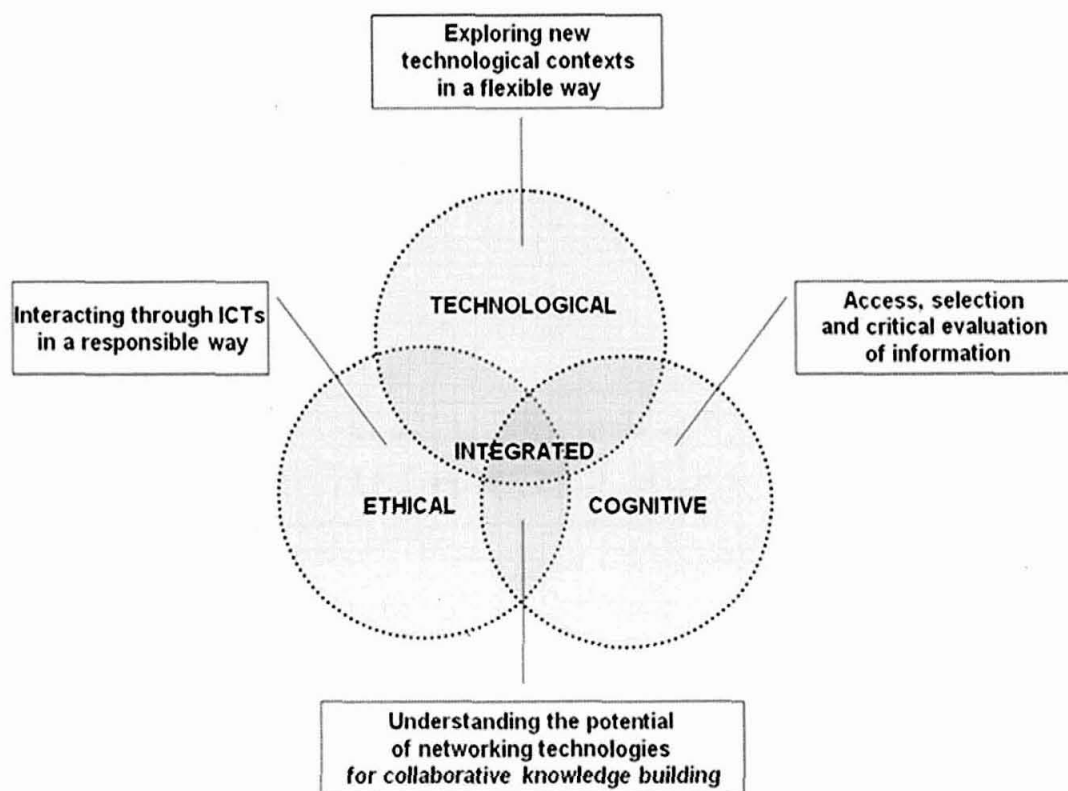 Exploring new
technological contexts
in a flexible way
TECHNOLOGICAL
Interacting through ICTs
in a responsible way
Access, selection
and critical evaluation
of information
INTEGRATED
ETHICAL
COGNITIVE
Understanding the potential
of networking technologies
for collaborative knowledge building